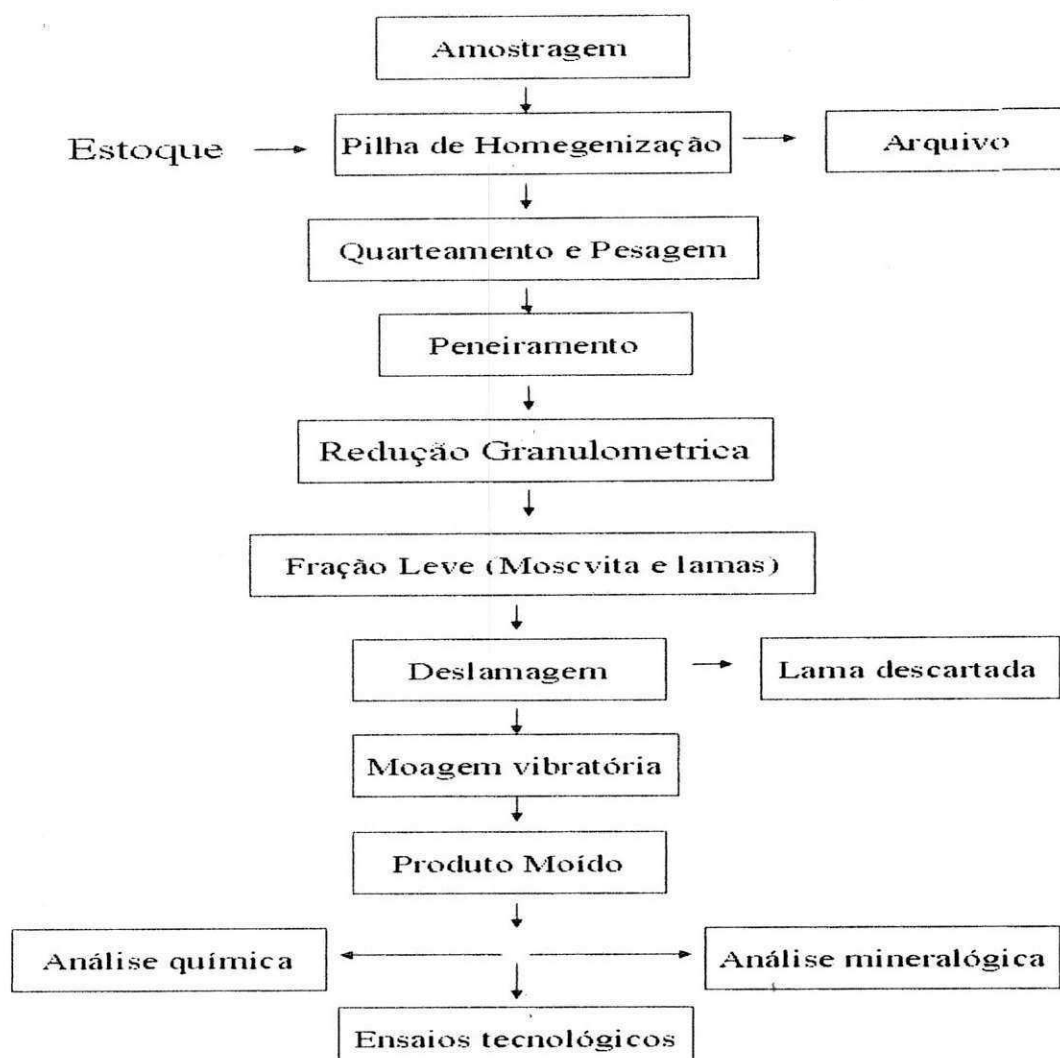 Amostragem
Estoque
Pilha de Homegenização
Arquivo
Quarteamento e Pesagem
Peneiramento
Redução Granulometrica
Fração Leve (Moscvita e lamas)
Deslamagem
Lama descartada
Moagem vibratória
Produto Moído
Análise química
Análise mineralógica
Ensaios tecnológicos